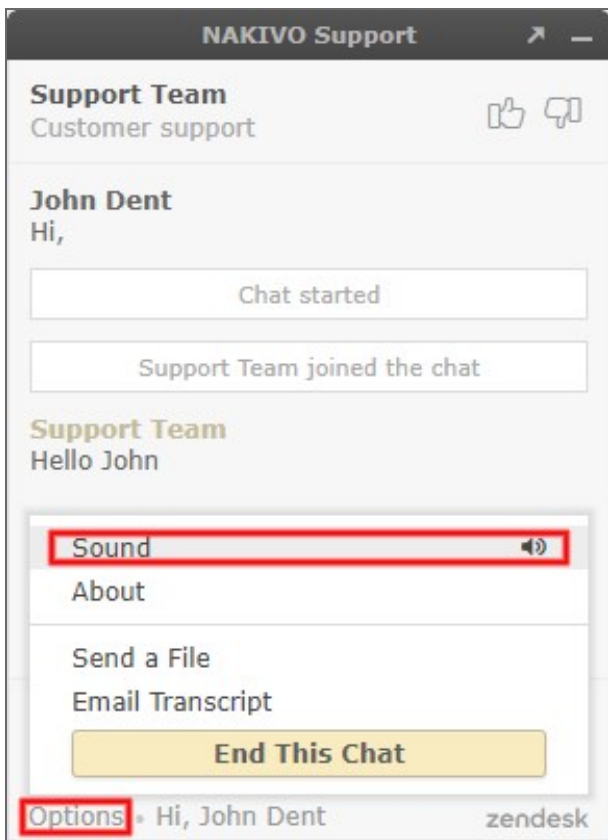 NAKIVO Support
Support Team
Customer support
John Dent
Hi,
Chat started
Support Team joined the chat
Support Team
Hello John
Sound
About
Send a File
Email Transcript
End This Chat
Options • Hi, John Dent zendesk